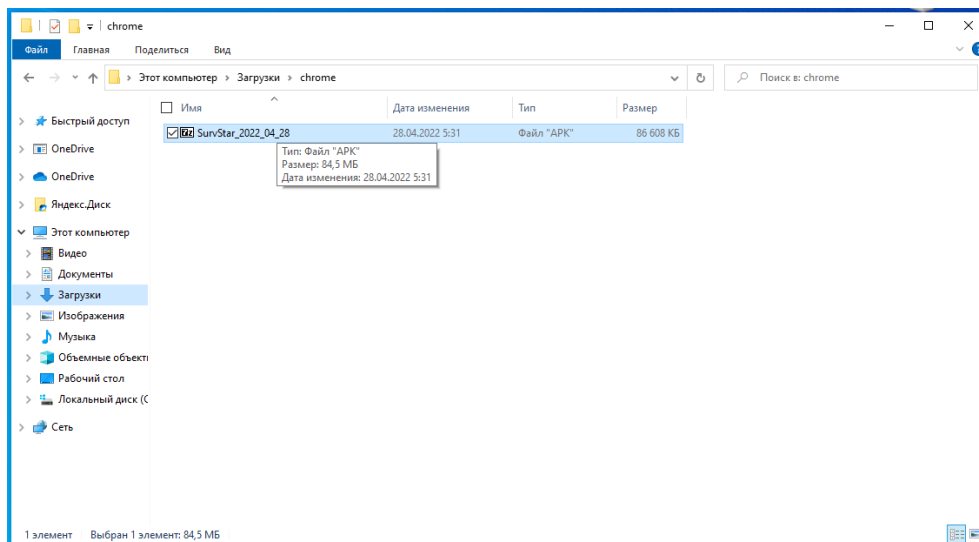 chrome
Файл Главная Поделиться Вид
Этот компьютер › Загрузки › chrome
Поиск в: chrome
Имя Дата изменения Тип Размер
SurvStar_2022_04_28 28.04.2022 5:31 Файл "APK" 86 608 КБ
Тип: Файл "APK"
Размер: 84,5 МБ
Дата изменения: 28.04.2022 5:31
Быстрый доступ
OneDrive
OneDrive
Яндекс.Диск
Этот компьютер
Видео
Документы
Загрузки
Изображения
Музыка
Объемные объект
Рабочий стол
Локальный диск (C
Сеть
1 элемент Выбран 1 элемент: 84,5 МБ